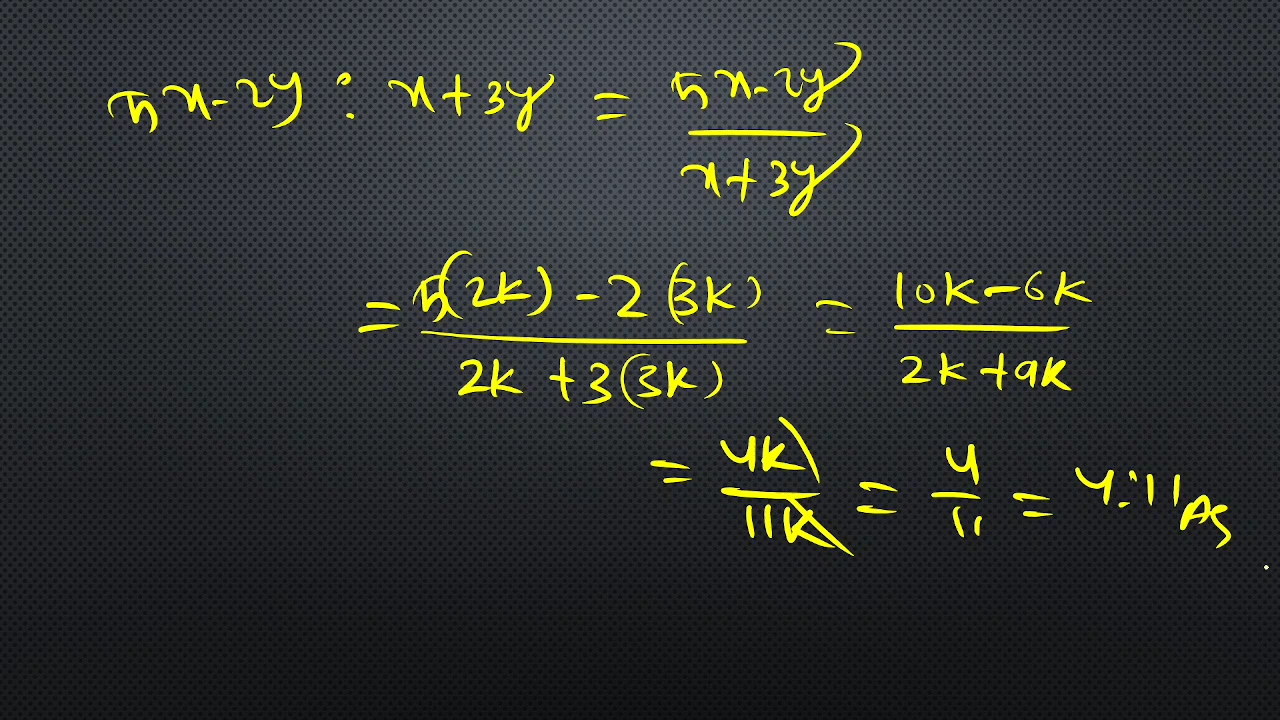 5x-2y : x+3y = 5x-2y / x+3y
= 5(2k) - 2(3k) / 2k + 3(3k) = 10k-6k / 2k+9k
= 4k / 11k = 4 / 11 = 4:11 As